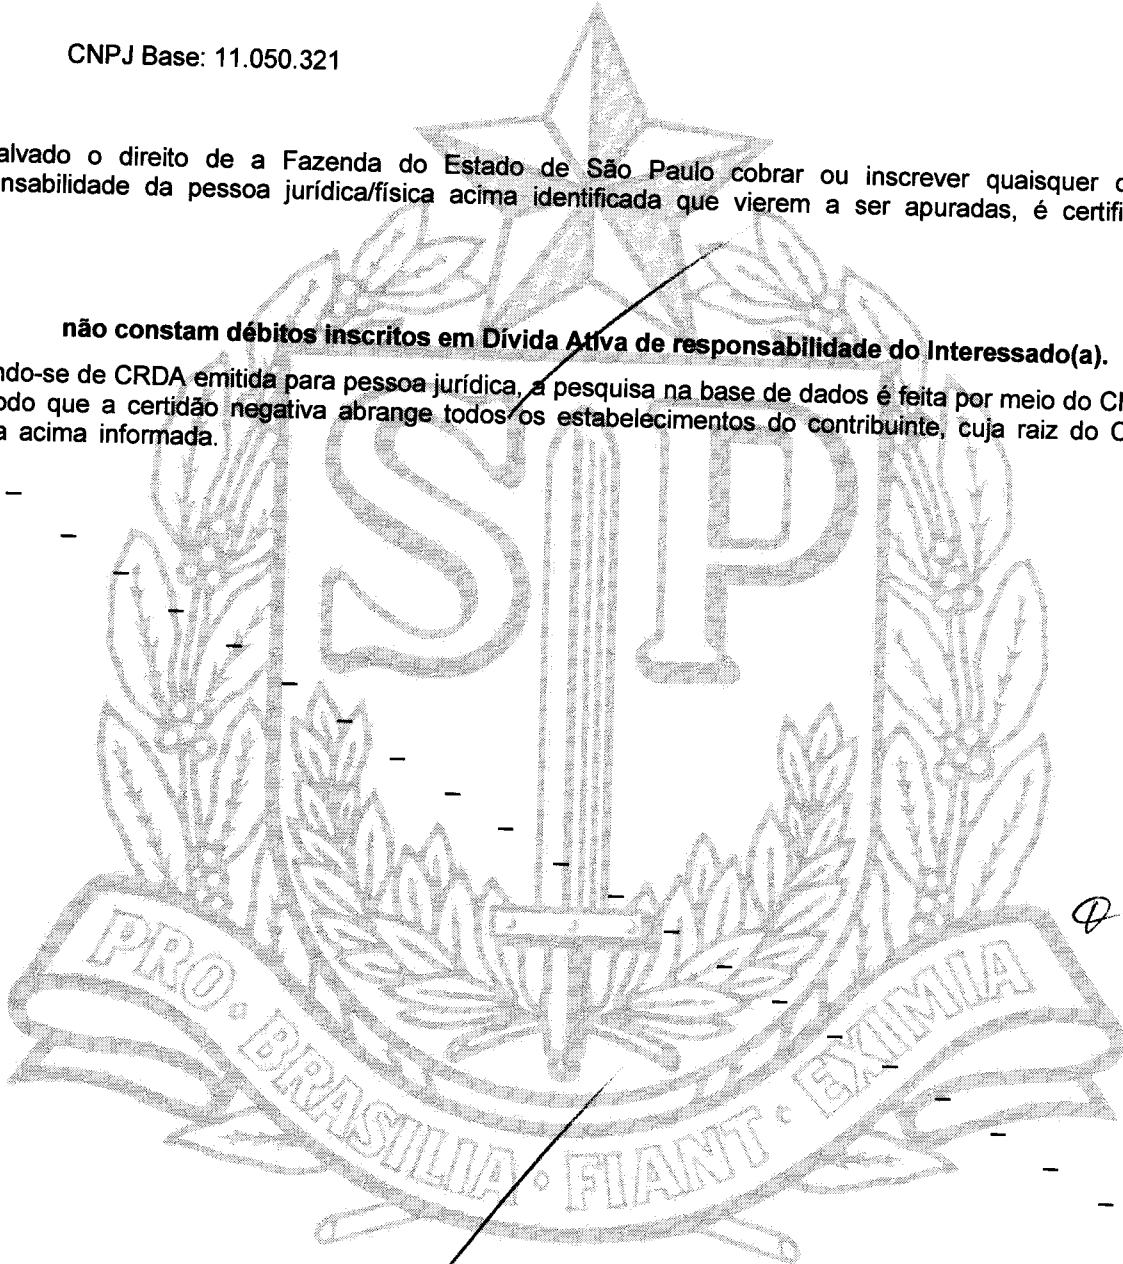 CNPJ Base: 11.050.321
alvado o direito de a Fazenda do Estado de São Paulo cobrar ou inscrever quaisquer
nsabilidade da pessoa jurídica/física acima identificada que vierem a ser apuradas, é certifi
não constam débitos inscritos em Dívida Ativa de responsabilidade do Interessado(a).
ndo-se de CRDA emitida para pessoa jurídica, a pesquisa na base de dados é feita por meio do
odo que a certidão negativa abrange todos os estabelecimentos do contribuinte, cuja raiz do
a acima informada.
SP
PRO • BRASILIA • FIANT • EXIMIA